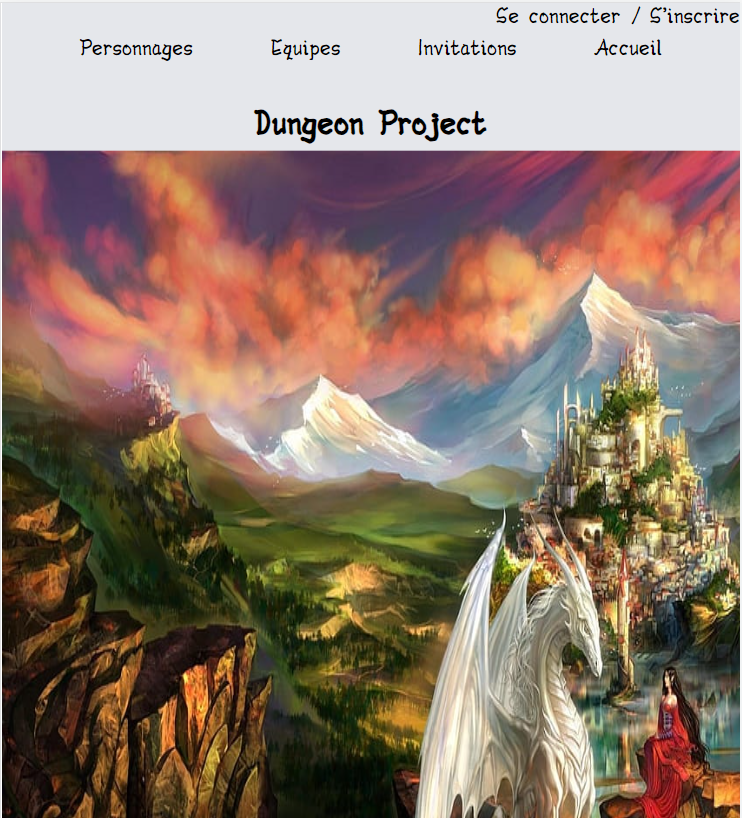 Se connecter / S'inscrire
Personnages Equipes Invitations Accueil
Dungeon Project